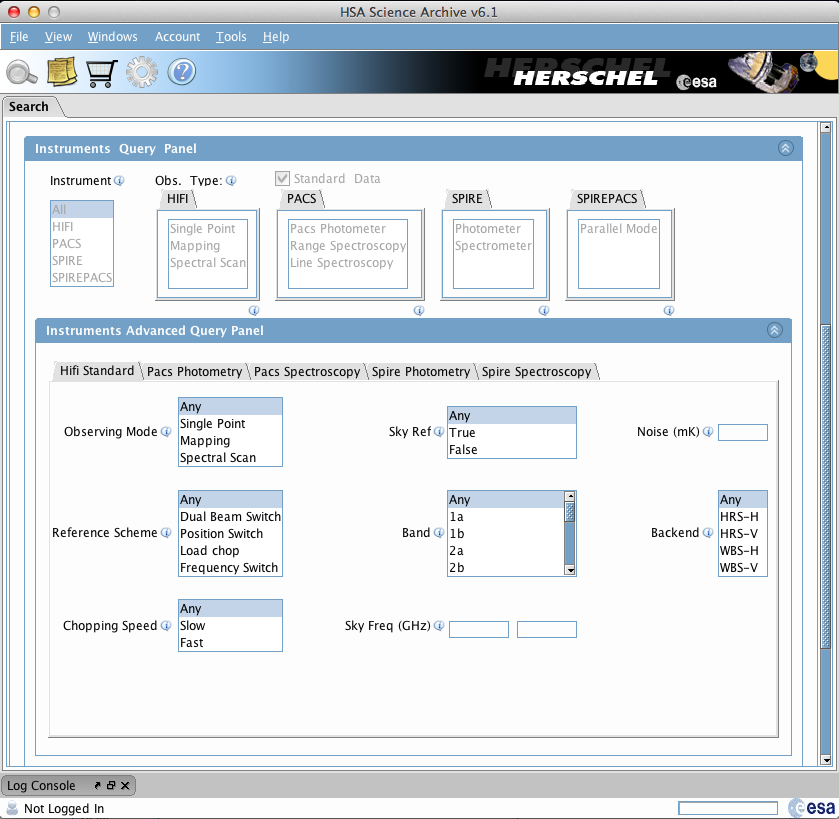 HSA Science Archive v6.1
File View Windows Account Tools Help
HERSCHEL
HERSCHEL
esa
Search
Instruments Query Panel
Instrument Obs. Type: Standard Data
HIFI PACS SPIRE SPIREPACS
All
HIFI
PACS
SPIRE
SPIREPACS
Single Point
Mapping
Spectral Scan
Pacs Photometer
Range Spectroscopy
Line Spectroscopy
Photometer
Spectrometer
Parallel Mode
Instruments Advanced Query Panel
Hifi Standard Pacs Photometry Pacs Spectroscopy Spire Photometry Spire Spectroscopy
Observing Mode
Any
Single Point
Mapping
Spectral Scan
Sky Ref
Any
True
False
Noise (mK)
Reference Scheme
Any
Dual Beam Switch
Position Switch
Load chop
Frequency Switch
Band
Any
1a
1b
2a
2b
Backend
Any
HRS-H
HRS-V
WBS-H
WBS-V
Chopping Speed
Any
Slow
Fast
Sky Freq (GHz)
Log Console
Not Logged In
esa